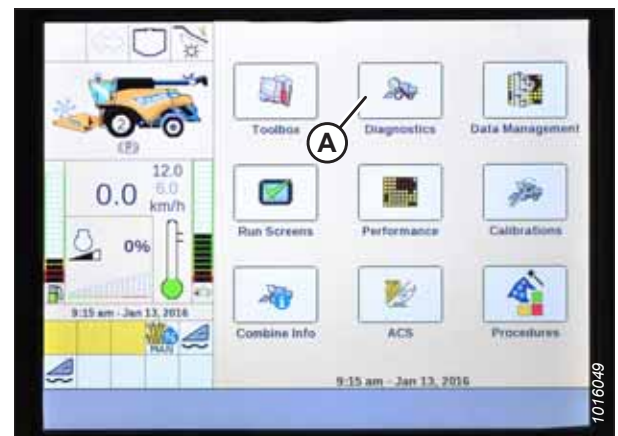 Toolbox
Diagnostics
Data Management
A
2
(P)
12.0
6.0
0.0
km/h
0%
Run Screens
Performance
Calibrations
9:15 am - Jan 13, 2016
MAN
Combine Info
ACS
Procedures
9:15 am - Jan 13, 2016
1016049